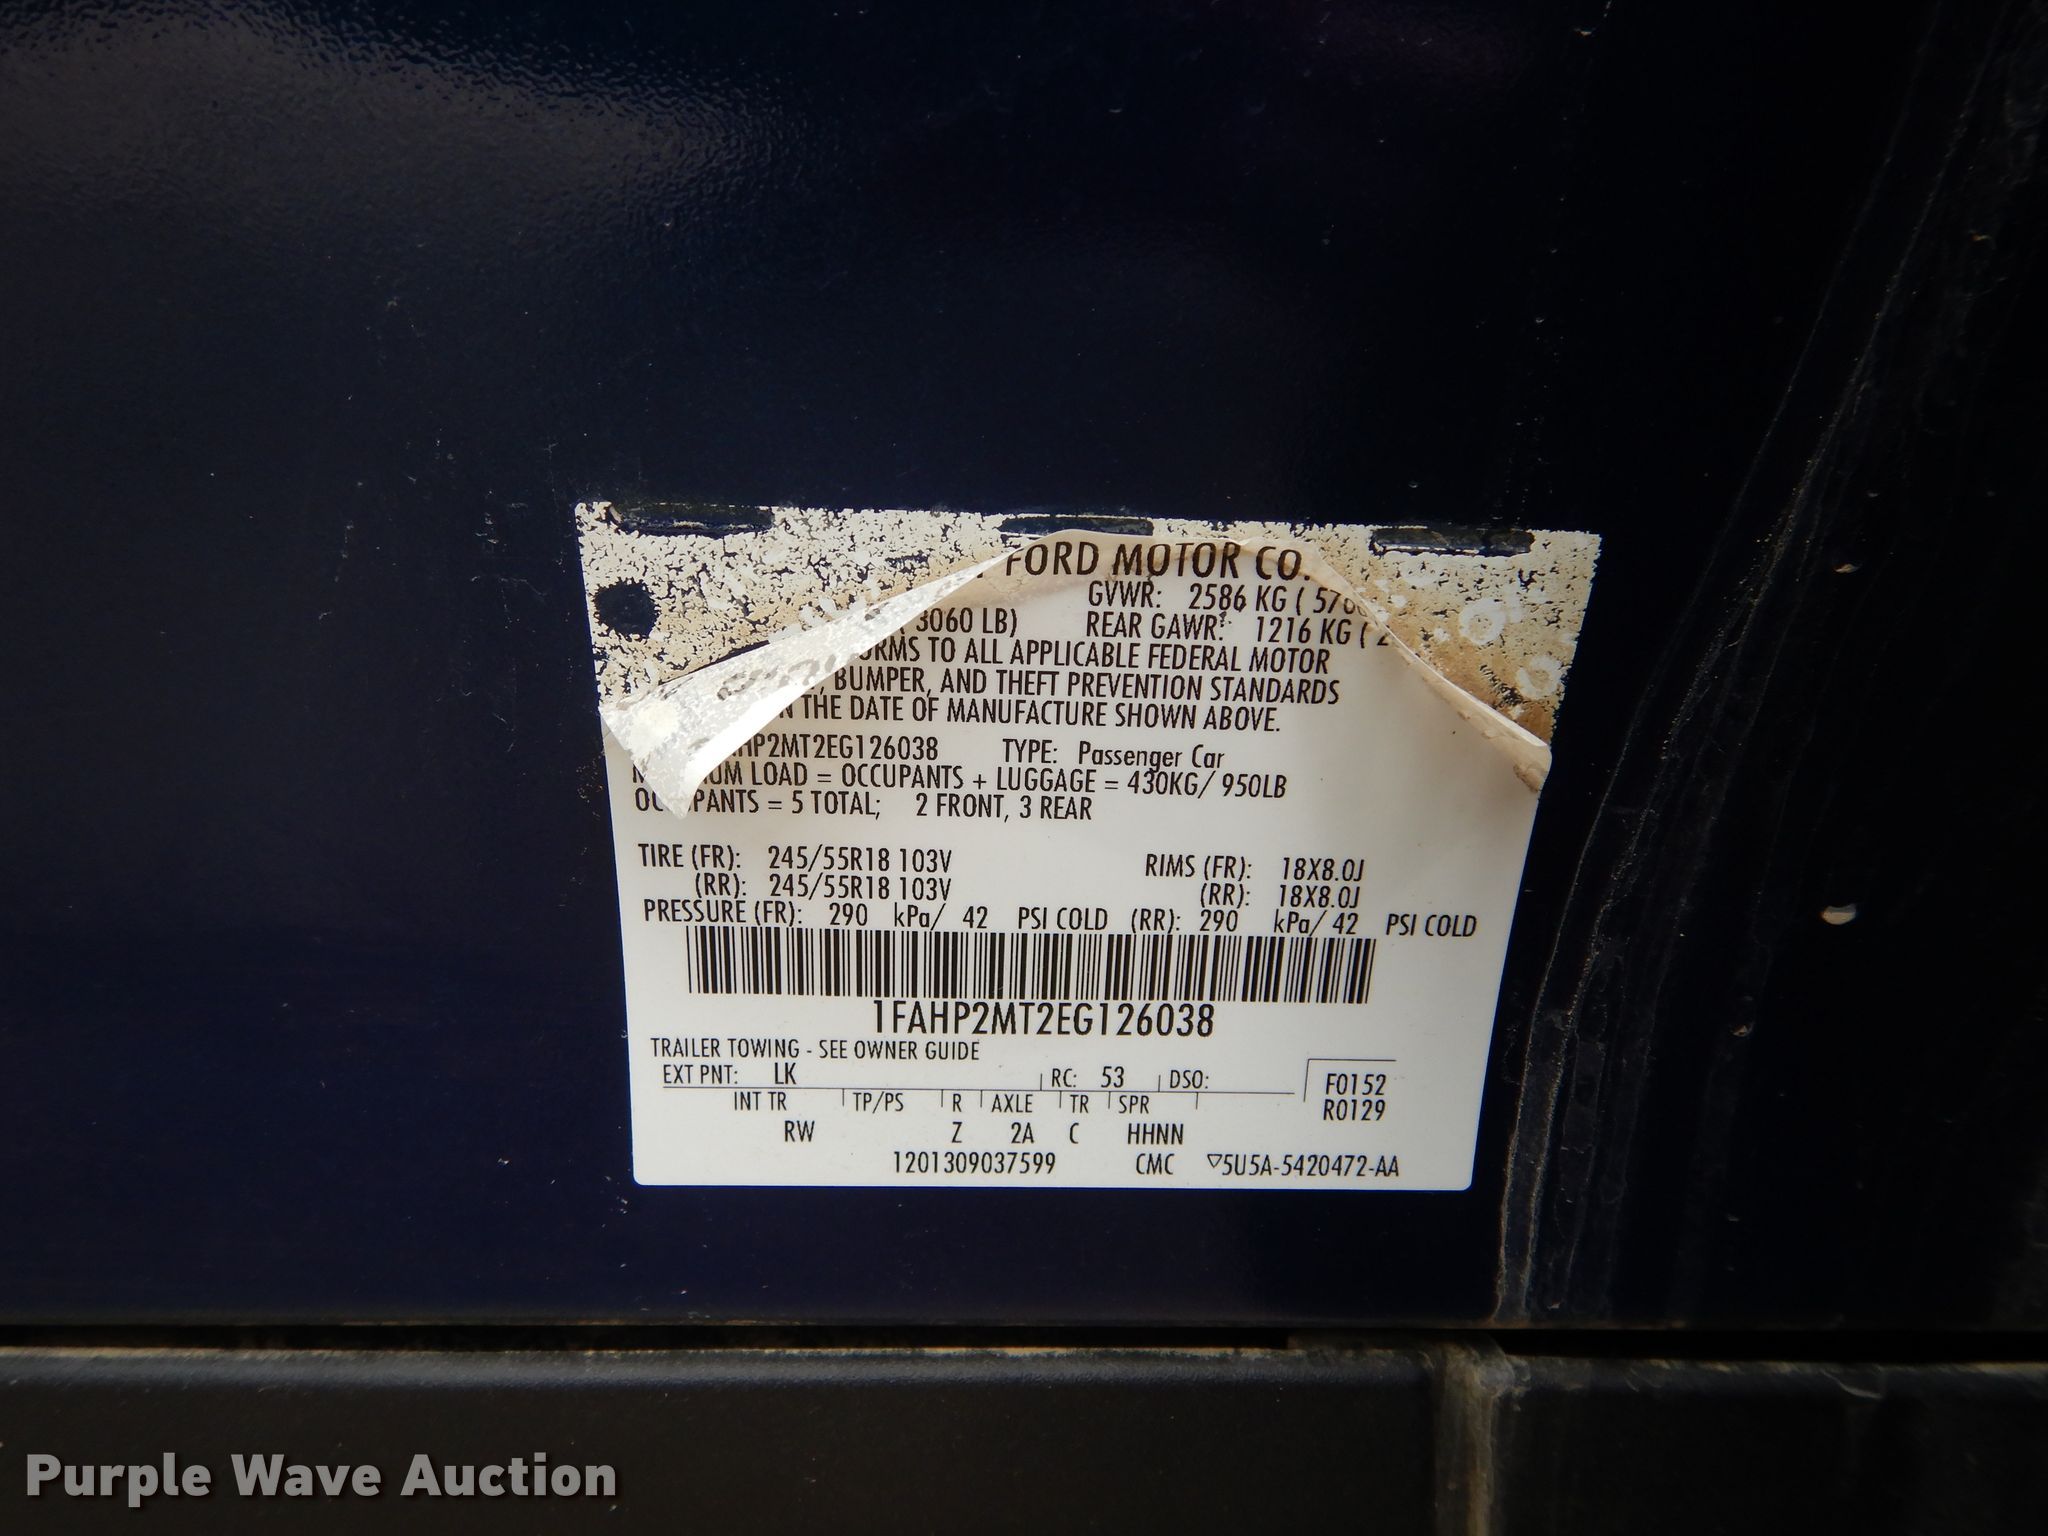 FORD MOTOR CO.
GVWR: 2586 KG (
3060 LB) REAR GAWR: 1216 KG ( 2
TO ALL APPLICABLE FEDERAL MOTOR
BUMPER, AND THEFT PREVENTION STANDARDS
THE DATE OF MANUFACTURE SHOWN ABOVE.
AHP2MT2EG126038 TYPE: Passenger Car
LOAD = OCCUPANTS + LUGGAGE = 430KG/ 950LB
= 5 TOTAL; 2 FRONT, 3 REAR
TIRE (FR): 245/55R18 103V RIMS (FR): 18X8.0J
(RR): 245/55R18 103V (RR): 18X8.0J
PRESSURE (FR): 290 kPa/ 42 PSI COLD (RR): 290 kPa/ 42 PSI COLD
1FAHP2MT2EG126038
TRAILER TOWING - SEE OWNER GUIDE
EXT PNT: LK RC: 53 DSO: F0152
INT TR TP/PS R AXLE TR SPR R0129
RW Z 2A C HHNN
1201309037599 CMC ▽5U5A-5420472-AA
Purple Wave Auction